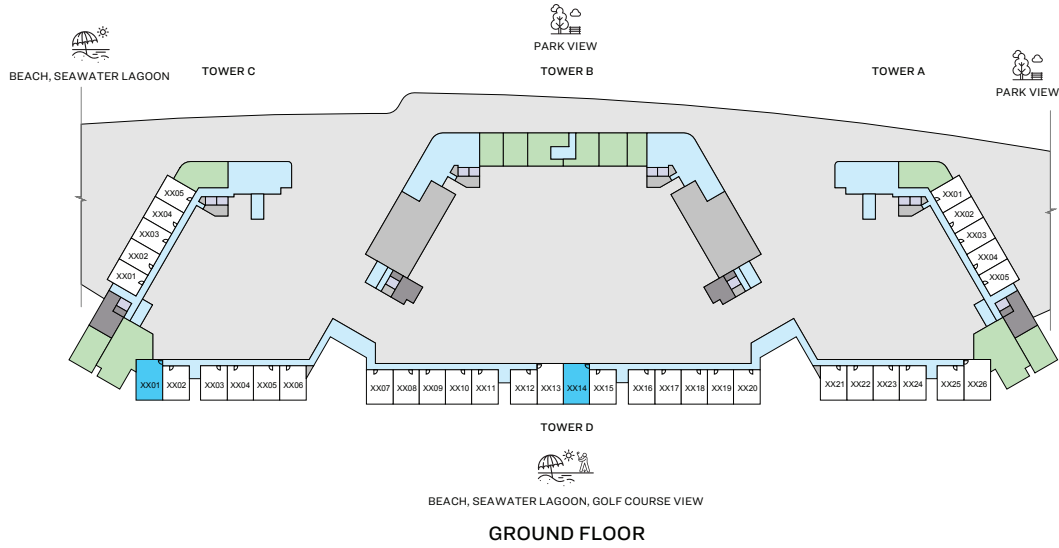 PARK VIEW
BEACH, SEAWATER LAGOON
TOWER C
TOWER B
TOWER A
PARK VIEW
XX05
XX04
XX03
XX02
XX01
XX01
XX02
XX03
XX04
XX05
XX01
XX02
XX03
XX04
XX05
XX06
XX07
XX08
XX09
XX10
XX11
XX12
XX13
XX14
XX15
XX16
XX17
XX18
XX19
XX20
XX21
XX22
XX23
XX24
XX25
XX26
TOWER D
BEACH, SEAWATER LAGOON, GOLF COURSE VIEW
GROUND FLOOR